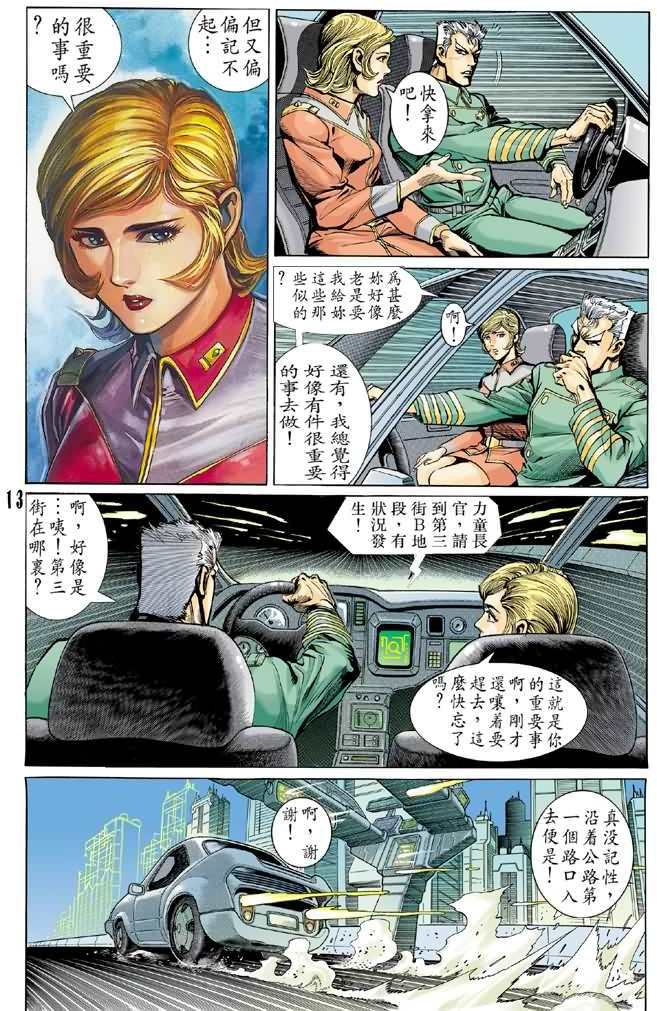 快拿來
吧！
但又偏
偏記不
起…
很重要
的事嗎
？
啊！
為甚麼
妳好像
老是要
我給妳
這些那
些似的
？
還有，我總覺得
好像有件很重要
的事去做！
13
力童長
官，請
到第三
街B地
段，有
狀況發
生！
啊，好像是
…咦！第三
街在哪裏？
這就是你
的重要事
啊，剛才
還嚷着要
趕去，這
麼快忘了
嗎？
真没記性，
沿着公路第
一個路口入
去便是！
啊，謝
謝！